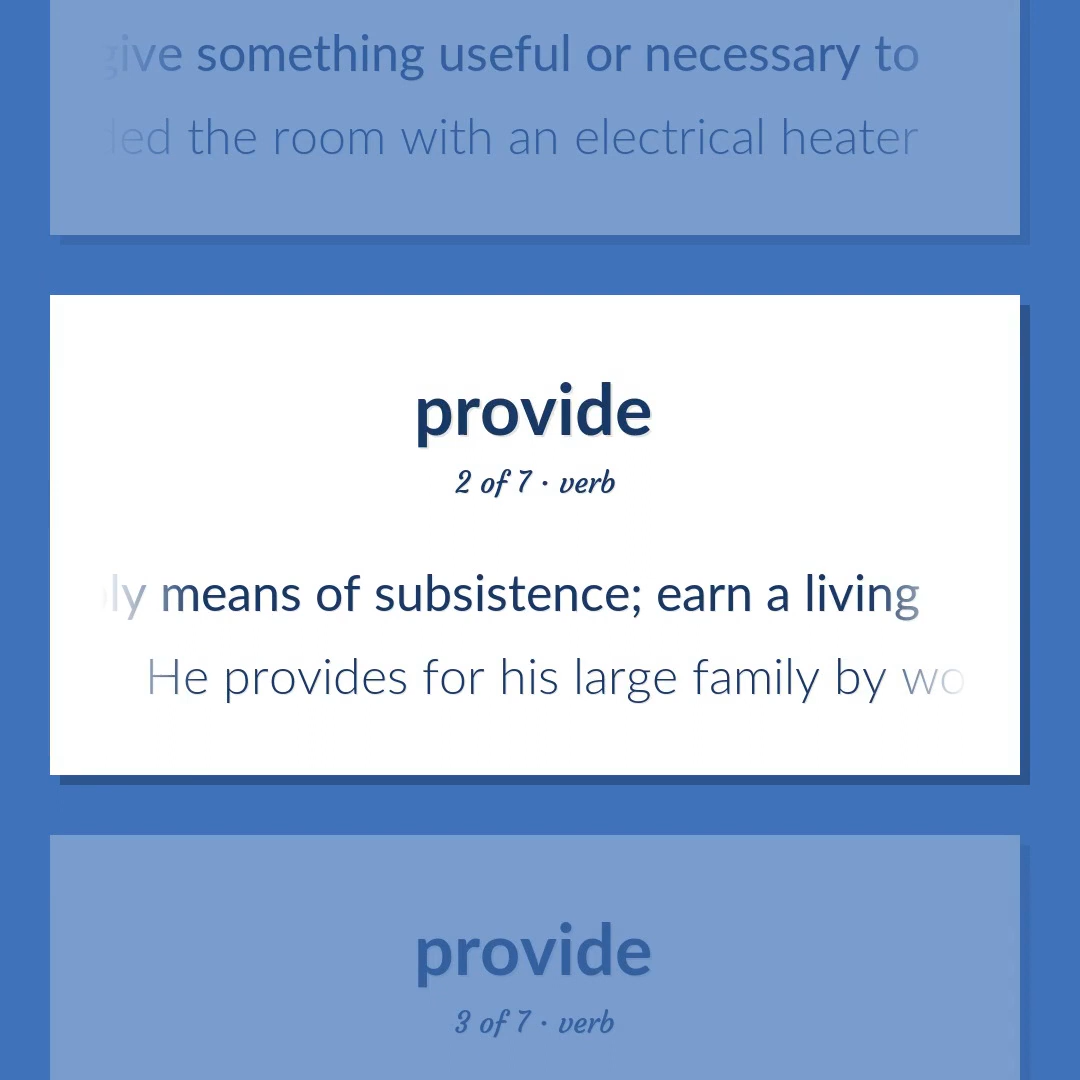 give something useful or necessary to
the room with an electrical heater
provide
2 of 7 · verb
means of subsistence; earn a living
He provides for his large family by
provide
3 of 7 · verb